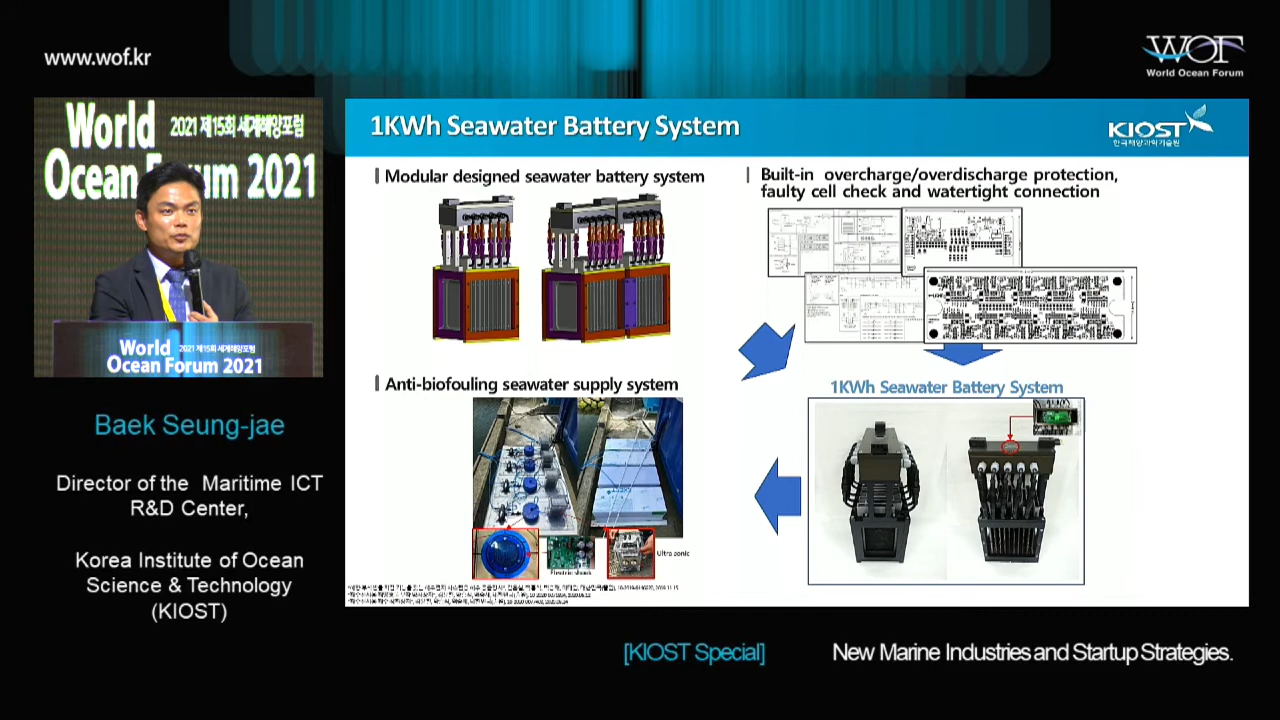 www.wof.kr
WOF
World Ocean Forum
World 2021 제15회 세계해양포럼
Ocean Forum 2021
World 2021 제15회 세계해양포럼
Ocean Forum 2021
Baek Seung-jae
Director of the Maritime ICT
R&D Center,
Korea Institute of Ocean
Science & Technology
(KIOST)
1KWh Seawater Battery System
KIOST
한국해양과학기술원
Modular designed seawater battery system
Built-in overcharge/overdischarge protection,
faulty cell check and watertight connection
Anti-biofouling seawater supply system
1KWh Seawater Battery System
Ultra sonic
Electric shock
[KIOST Special]
New Marine Industries and Startup Strategies.